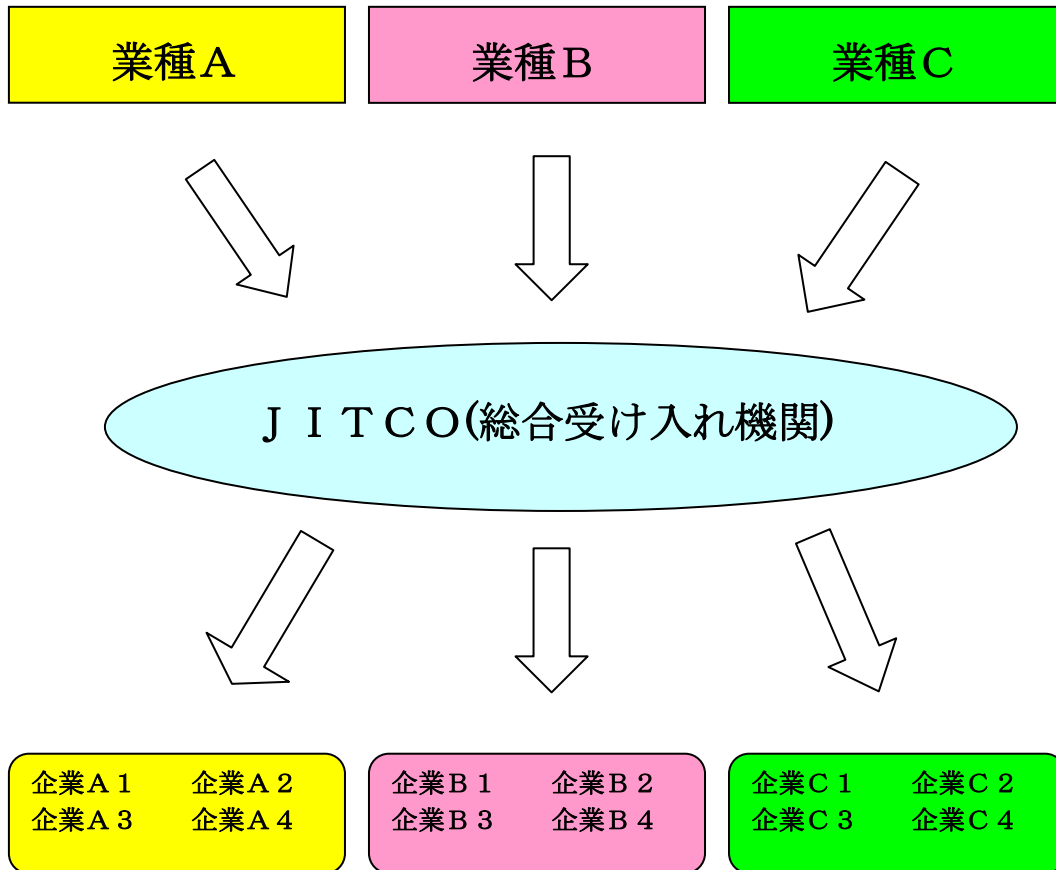 業種Ａ
業種Ｂ
業種Ｃ
ＪＩＴＣＯ(総合受け入れ機関)
企業Ａ１　　企業Ａ２
企業Ａ３　　企業Ａ４
企業Ｂ１　　企業Ｂ２
企業Ｂ３　　企業Ｂ４
企業Ｃ１　　企業Ｃ２
企業Ｃ３　　企業Ｃ４